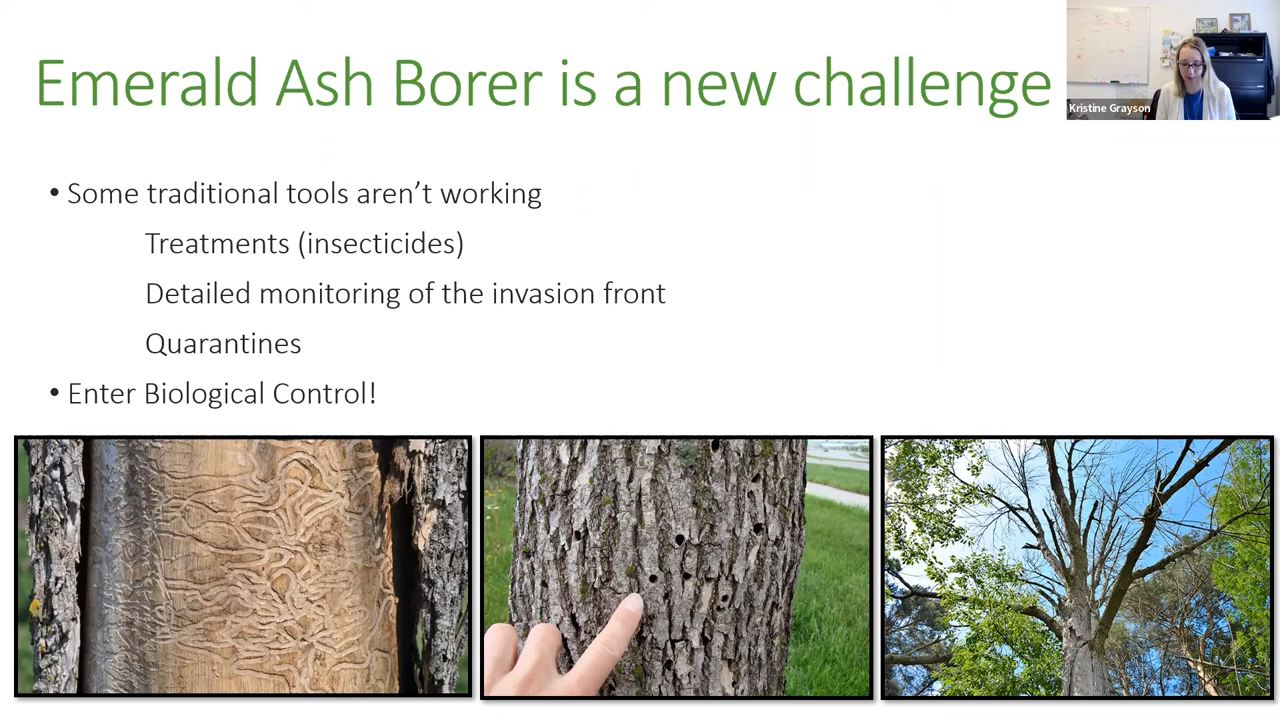 Emerald Ash Borer is a new challenge
Kristine Grayson
• Some traditional tools aren’t working
Treatments (insecticides)
Detailed monitoring of the invasion front
Quarantines
• Enter Biological Control!